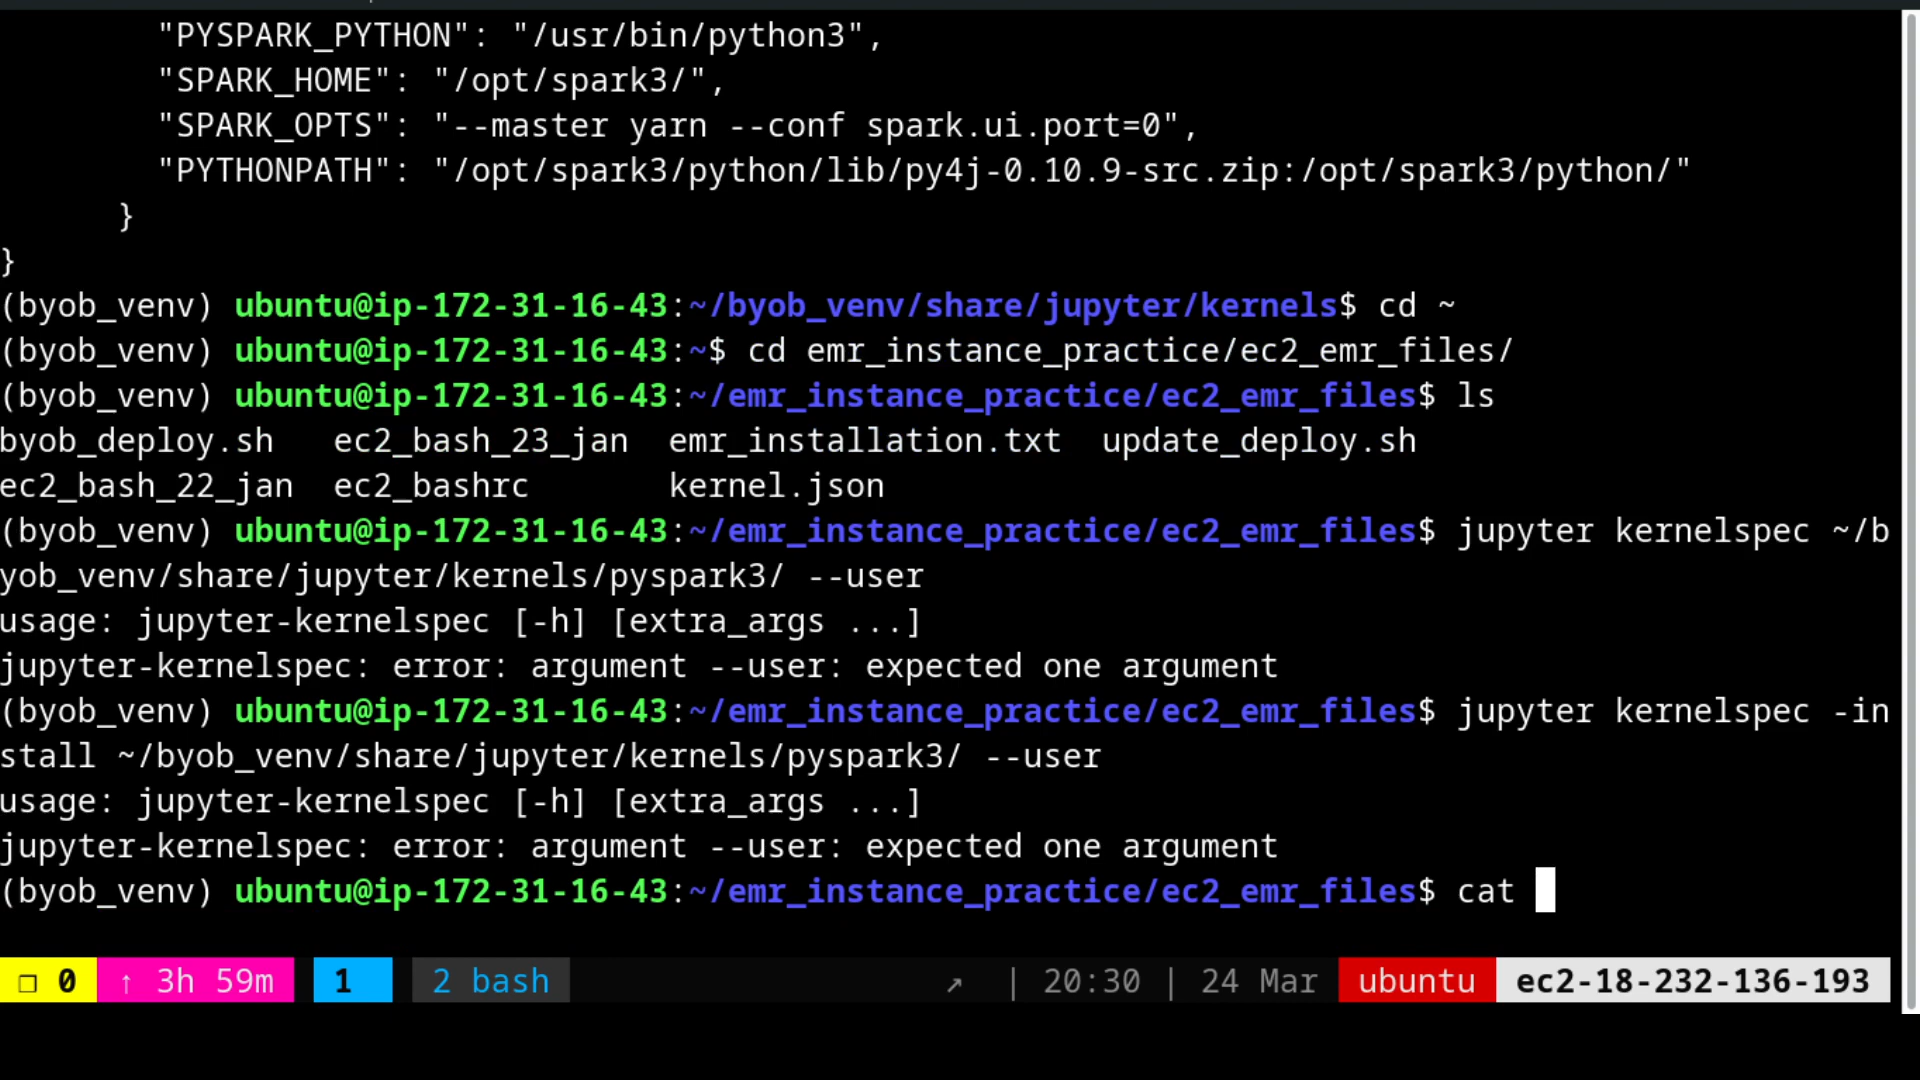 "PYSPARK_PYTHON": "/usr/bin/python3",
"SPARK_HOME": "/opt/spark3/",
"SPARK_OPTS": "--master yarn --conf spark.ui.port=0",
"PYTHONPATH": "/opt/spark3/python/lib/py4j-0.10.9-src.zip:/opt/spark3/python/"
}
}
(byob_venv) ubuntu@ip-172-31-16-43:~/byob_venv/share/jupyter/kernels$ cd ~
(byob_venv) ubuntu@ip-172-31-16-43:~$ cd emr_instance_practice/ec2_emr_files/
(byob_venv) ubuntu@ip-172-31-16-43:~/emr_instance_practice/ec2_emr_files$ ls
byob_deploy.sh ec2_bash_23_jan emr_installation.txt update_deploy.sh
ec2_bash_22_jan ec2_bashrc kernel.json
(byob_venv) ubuntu@ip-172-31-16-43:~/emr_instance_practice/ec2_emr_files$ jupyter kernelspec ~/b
yob_venv/share/jupyter/kernels/pyspark3/ --user
usage: jupyter-kernelspec [-h] [extra_args ...]
jupyter-kernelspec: error: argument --user: expected one argument
(byob_venv) ubuntu@ip-172-31-16-43:~/emr_instance_practice/ec2_emr_files$ jupyter kernelspec -in
stall ~/byob_venv/share/jupyter/kernels/pyspark3/ --user
usage: jupyter-kernelspec [-h] [extra_args ...]
jupyter-kernelspec: error: argument --user: expected one argument
(byob_venv) ubuntu@ip-172-31-16-43:~/emr_instance_practice/ec2_emr_files$ cat
❐ 0 ↑ 3h 59m 1 2 bash ↗ | 20:30 | 24 Mar ubuntu ec2-18-232-136-193